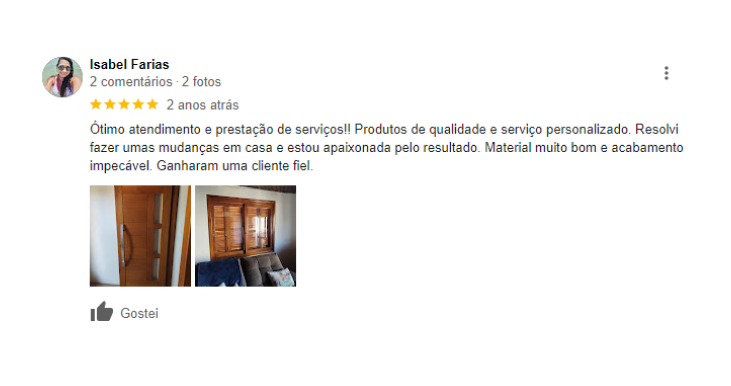 Isabel Farias
2 comentários · 2 fotos
2 anos atrás
Ótimo atendimento e prestação de serviços!! Produtos de qualidade e serviço personalizado. Resolvi
fazer umas mudanças em casa e estou apaixonada pelo resultado. Material muito bom e acabamento
impecável. Ganharam uma cliente fiel.
Gostei